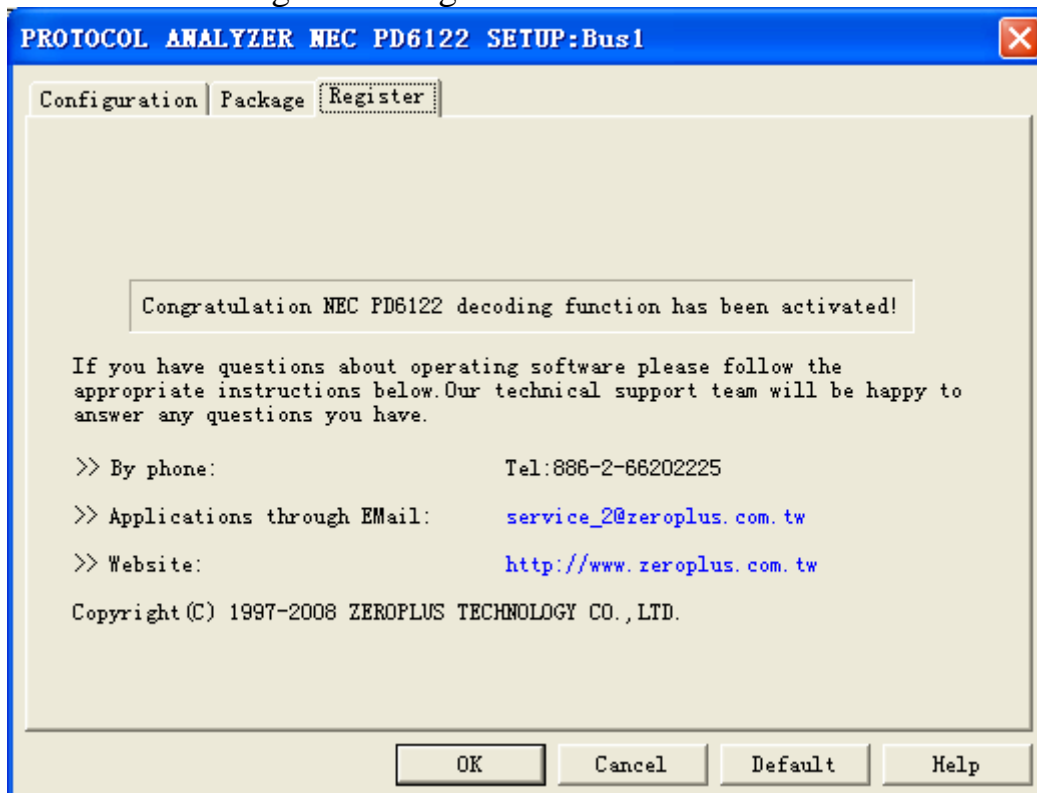 PROTOCOL ANALYZER NEC PD6122 SETUP:Bus1
Configuration Package Register
Congratulation NEC PD6122 decoding function has been activated!
If you have questions about operating software please follow the
appropriate instructions below.Our technical support team will be happy to
answer any questions you have.
>> By phone: Tel:886-2-66202225
>> Applications through EMail: service_2@zeroplus.com.tw
>> Website: http://www.zeroplus.com.tw
Copyright(C) 1997-2008 ZEROPLUS TECHNOLOGY CO.,LTD.
OK Cancel Default Help